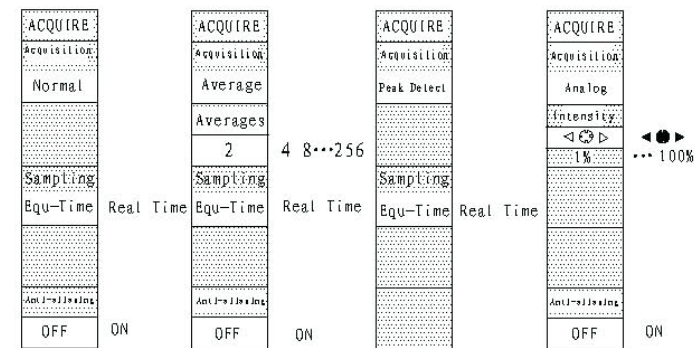 ACQUIRE ACQUIRE ACQUIRE ACQUIRE
Acquisition Acquisition Acquisition Acquisition
Normal Average Peak Detect Analog
Averages Intensity
2 4 8···256 1% ··· 100%
Sampling Sampling Sampling
Equ-Time Real Time Equ-Time Real Time Equ-Time Real Time
Anti-aliasing Anti-aliasing Anti-aliasing
OFF ON OFF ON OFF ON